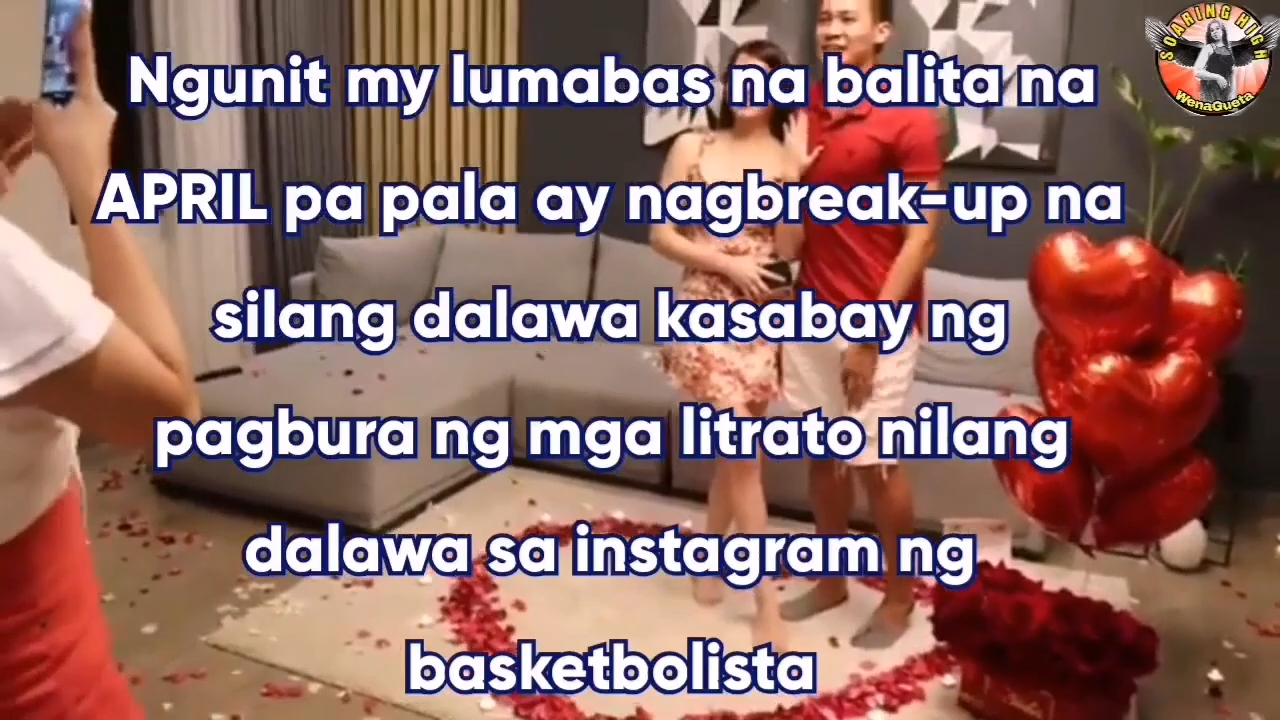 SOARING HIGH
WenaGueta
Ngunit my lumabas na balita na
APRIL pa pala ay nagbreak-up na
silang dalawa kasabay ng
pagbura ng mga litrato nilang
dalawa sa instagram ng
basketbolista